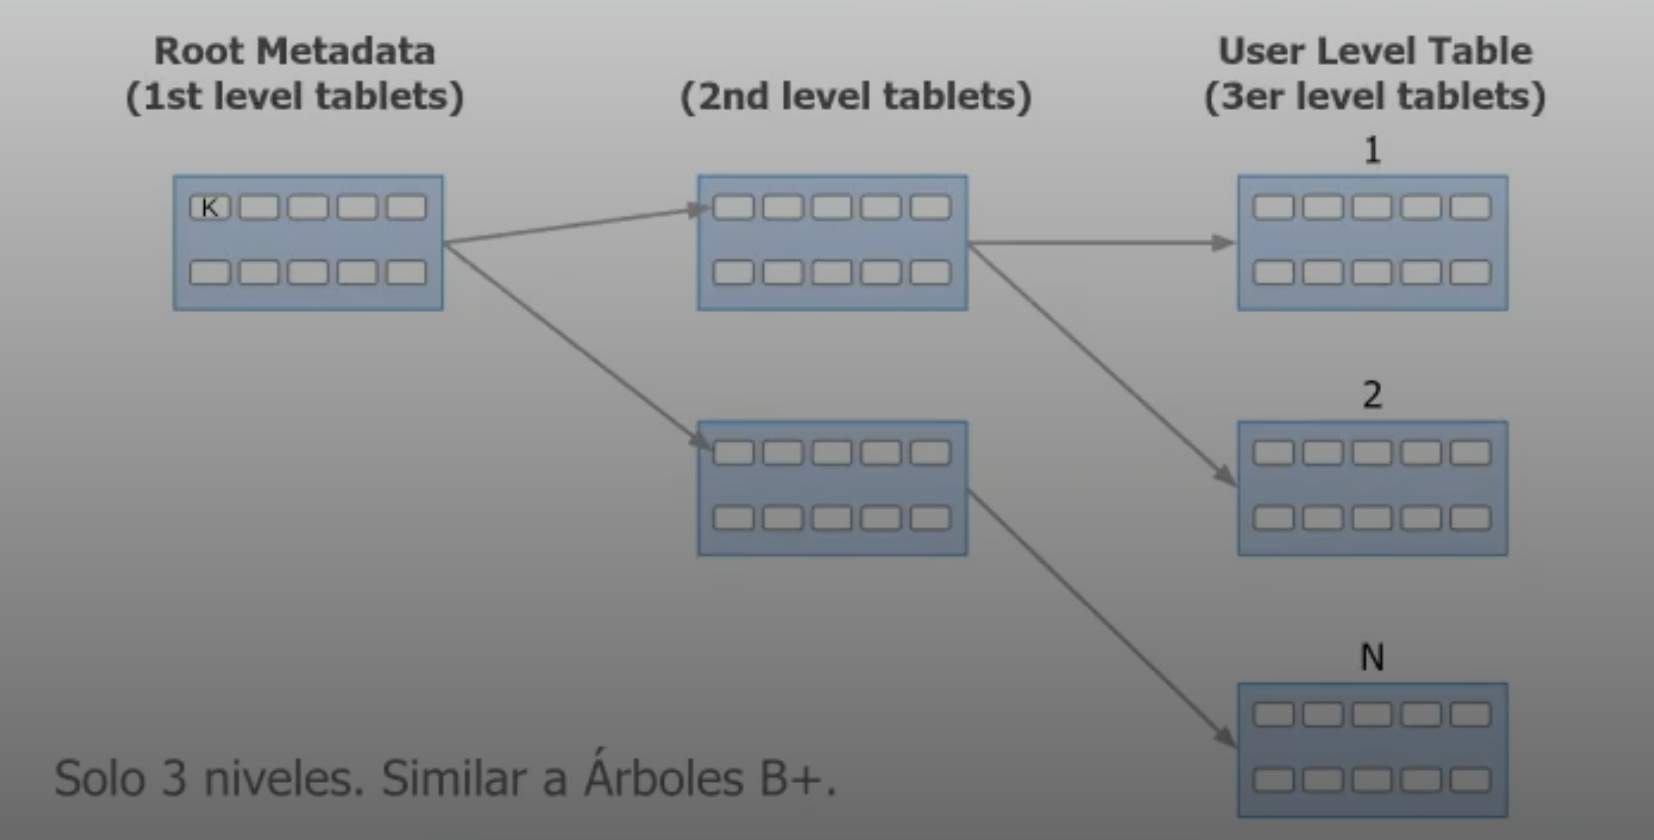 Root Metadata
(1st level tablets)
(2nd level tablets)
User Level Table
(3er level tablets)
1
K
2
N
Solo 3 niveles. Similar a Árboles B+.